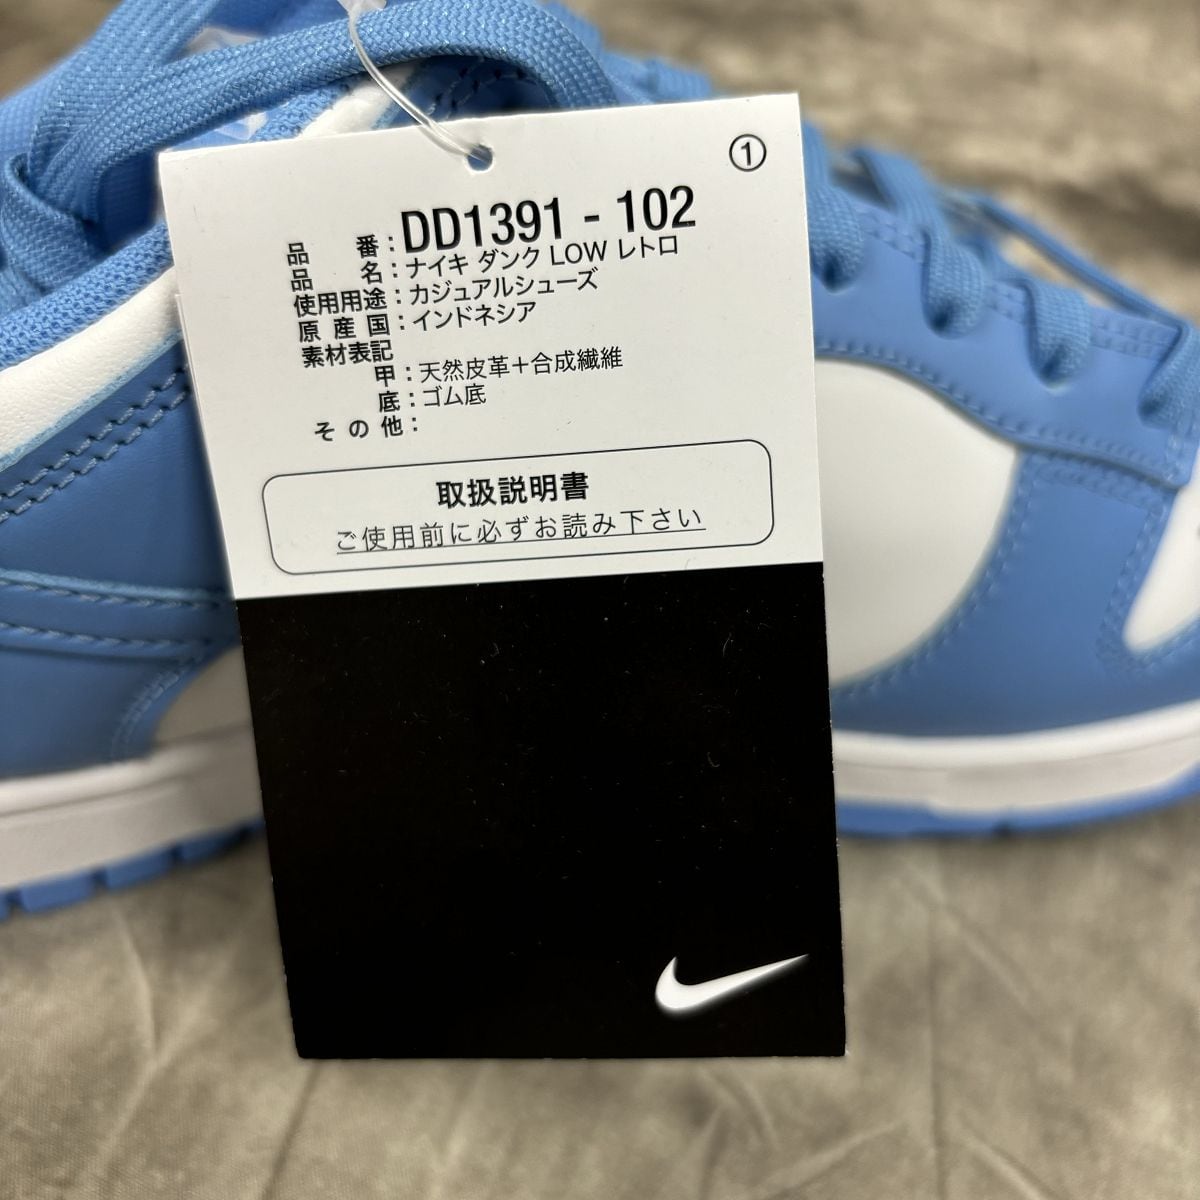 ①
品番：DD1391 - 102
品名：ナイキ ダンク LOW レトロ
使用用途：カジュアルシューズ
原産国：インドネシア
素材表記
甲：天然皮革＋合成繊維
底：ゴム底
その他：
取扱説明書
ご使用前に必ずお読み下さい